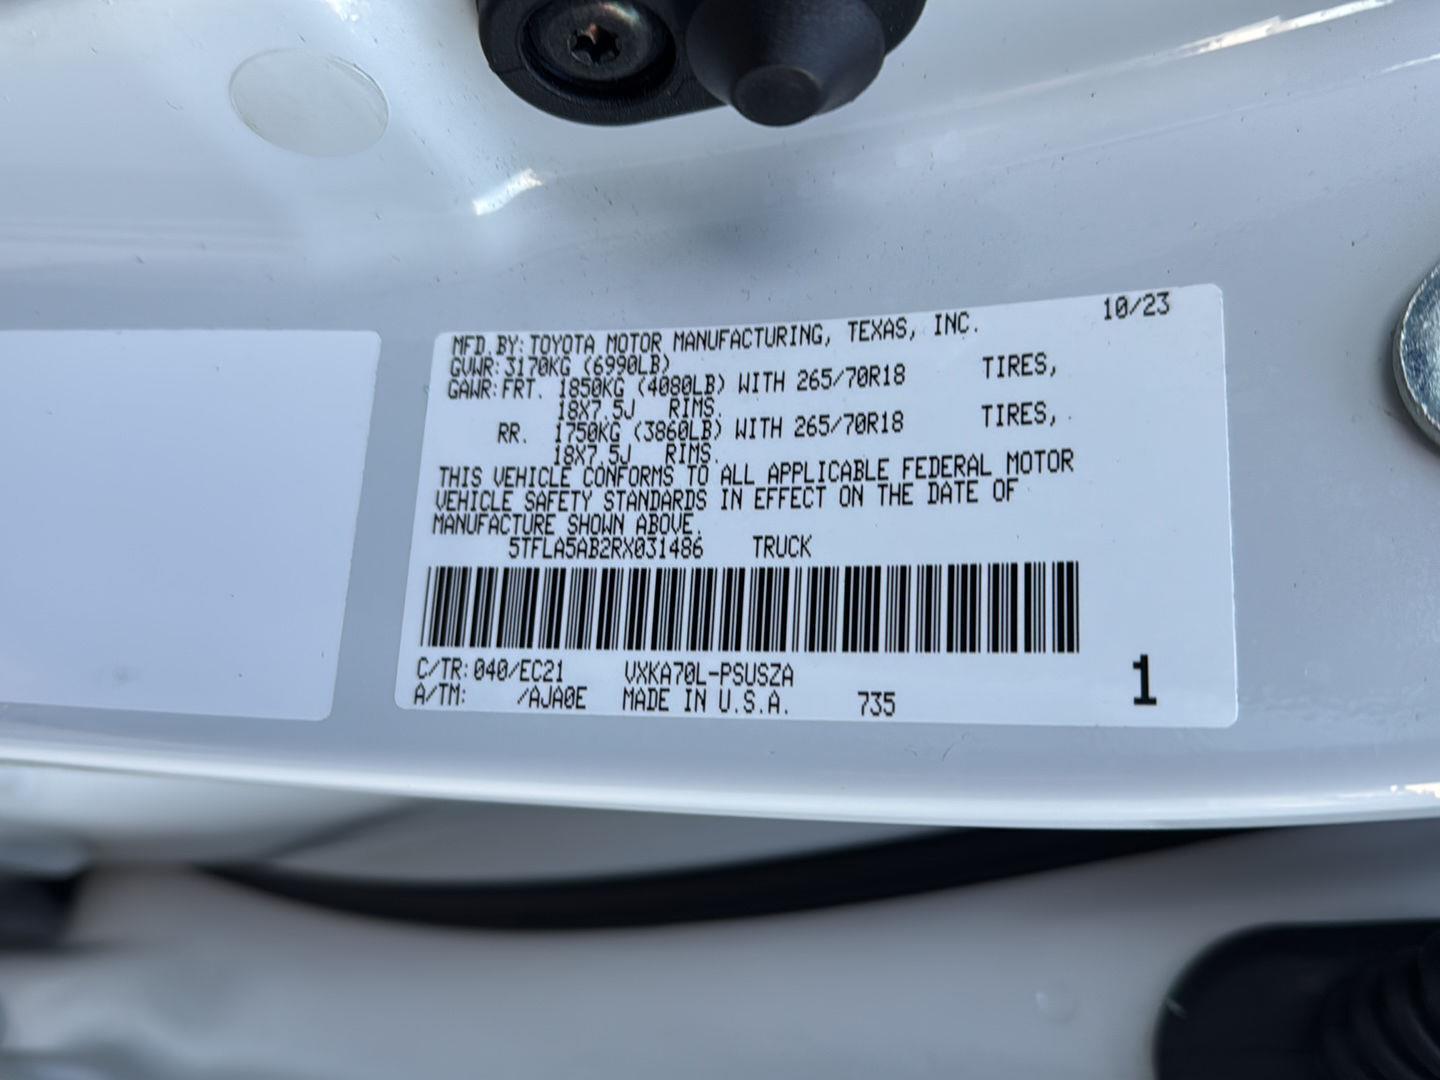 10/23
MFD. BY: TOYOTA MOTOR MANUFACTURING, TEXAS, INC.
GVWR: 3170KG (6990LB)
GAWR: FRT. 1850KG (4080LB) WITH 265/70R18 TIRES,
18X7.5J RIMS.
RR. 1750KG (3860LB) WITH 265/70R18 TIRES,
18X7.5J RIMS.
THIS VEHICLE CONFORMS TO ALL APPLICABLE FEDERAL MOTOR
VEHICLE SAFETY STANDARDS IN EFFECT ON THE DATE OF
MANUFACTURE SHOWN ABOVE.
5TFLA5AB2RX031486 TRUCK
C/TR: 040/EC21 VXKA70L-PSUSZA
A/TM: /AJA0E MADE IN U.S.A. 735
1